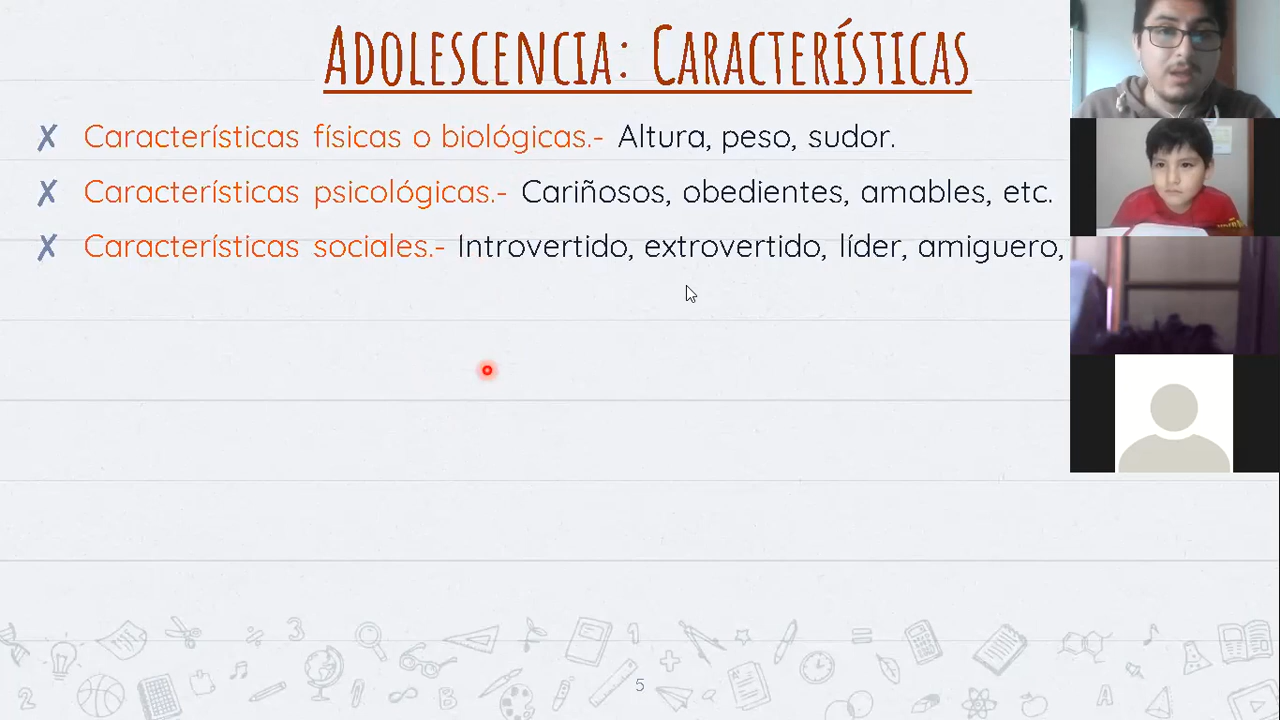 ADOLESCENCIA: CARACTERÍSTICAS
✗ Características físicas o biológicas.- Altura, peso, sudor.
✗ Características psicológicas.- Cariñosos, obedientes, amables, etc.
✗ Características sociales.- Introvertido, extrovertido, líder, amiguero,
5